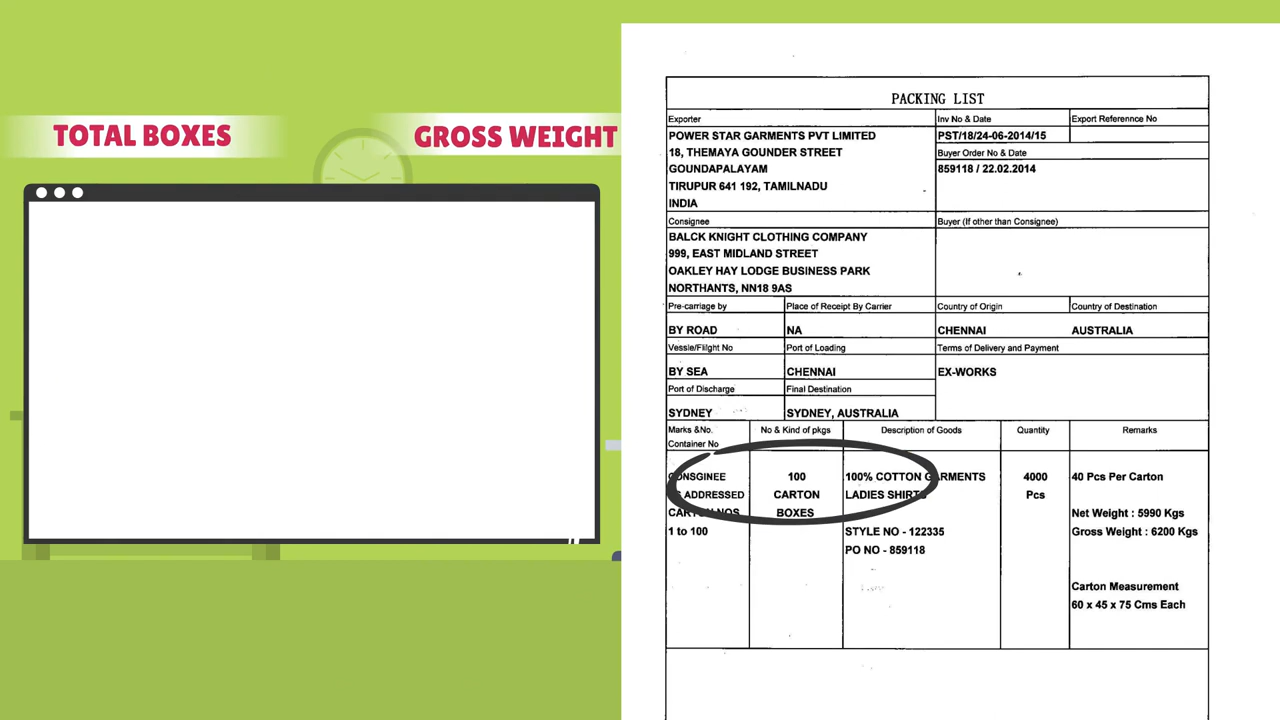 TOTAL BOXES
GROSS WEIGHT
PACKING LIST
Exporter
Inv No & Date
Export Referennce No
POWER STAR GARMENTS PVT LIMITED
PST/18/24-06-2014/15
18, THEMAYA GOUNDER STREET
Buyer Order No & Date
GOUNDAPALAYAM
859118 / 22.02.2014
TIRUPUR 641 192, TAMILNADU
INDIA
Consignee
Buyer (If other than Consignee)
BALCK KNIGHT CLOTHING COMPANY
999, EAST MIDLAND STREET
OAKLEY HAY LODGE BUSINESS PARK
NORTHANTS, NN18 9AS
Pre-carriage by
Place of Receipt By Carrier
Country of Origin
Country of Destination
BY ROAD
NA
CHENNAI
AUSTRALIA
Vessle/Flilght No
Port of Loading
Terms of Delivery and Payment
BY SEA
CHENNAI
EX-WORKS
Port of Discharge
Final Destination
SYDNEY
SYDNEY, AUSTRALIA
Marks &No.
No & Kind of pkgs
Description of Goods
Quantity
Remarks
Container No
CONSGINEE
100
100% COTTON GARMENTS
4000
40 Pcs Per Carton
ADDRESSED
CARTON
LADIES SHIRTS
Pcs
CARTON NOS
BOXES
Net Weight : 5990 Kgs
1 to 100
STYLE NO - 122335
Gross Weight : 6200 Kgs
PO NO - 859118
Carton Measurement
60 x 45 x 75 Cms Each